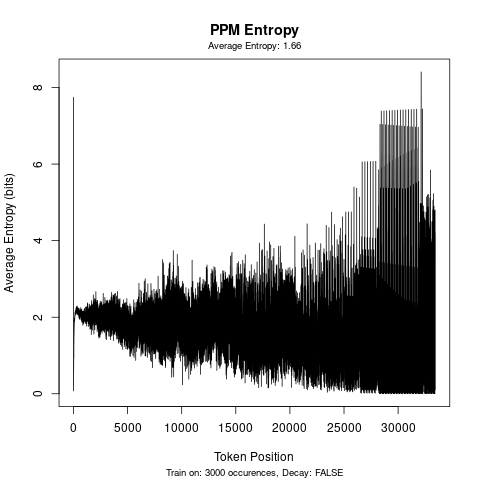 PPM Entropy
Average Entropy: 1.66
Average Entropy (bits)
8
6
4
2
0
0 5000 10000 15000 20000 25000 30000
Token Position
Train on: 3000 occurences, Decay: FALSE